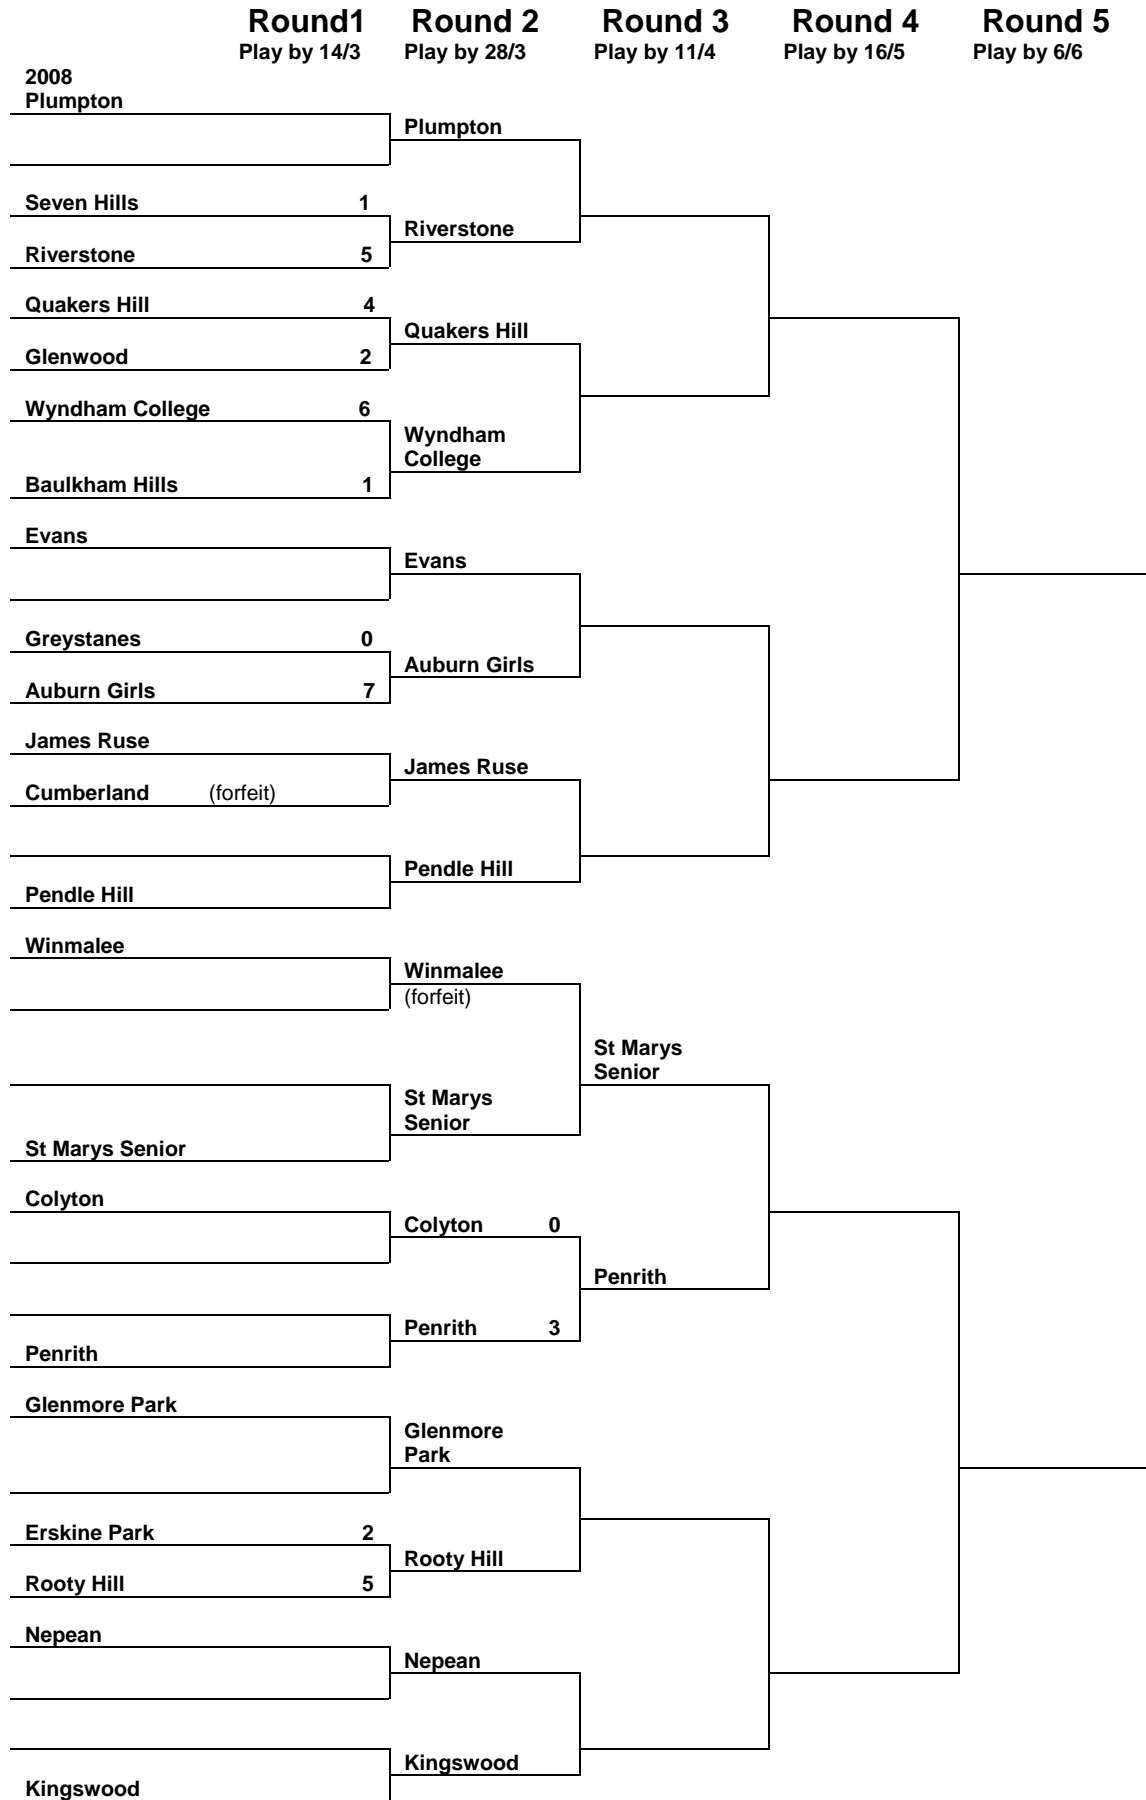 Round1 Round 2 Round 3 Round 4 Round 5
Play by 14/3 Play by 28/3 Play by 11/4 Play by 16/5 Play by 6/6
2008
Plumpton
Plumpton
Seven Hills 1
Riverstone
Riverstone 5
Quakers Hill 4
Quakers Hill
Glenwood 2
Wyndham College 6
Wyndham
College
Baulkham Hills 1
Evans
Evans
Greystanes 0
Auburn Girls
Auburn Girls 7
James Ruse
James Ruse
Cumberland (forfeit)
Pendle Hill
Pendle Hill
Winmalee
Winmalee
(forfeit)
St Marys
Senior
St Marys
Senior
St Marys Senior
Colyton
Colyton 0
Penrith
Penrith 3
Penrith
Glenmore Park
Glenmore
Park
Erskine Park 2
Rooty Hill
Rooty Hill 5
Nepean
Nepean
Kingswood
Kingswood